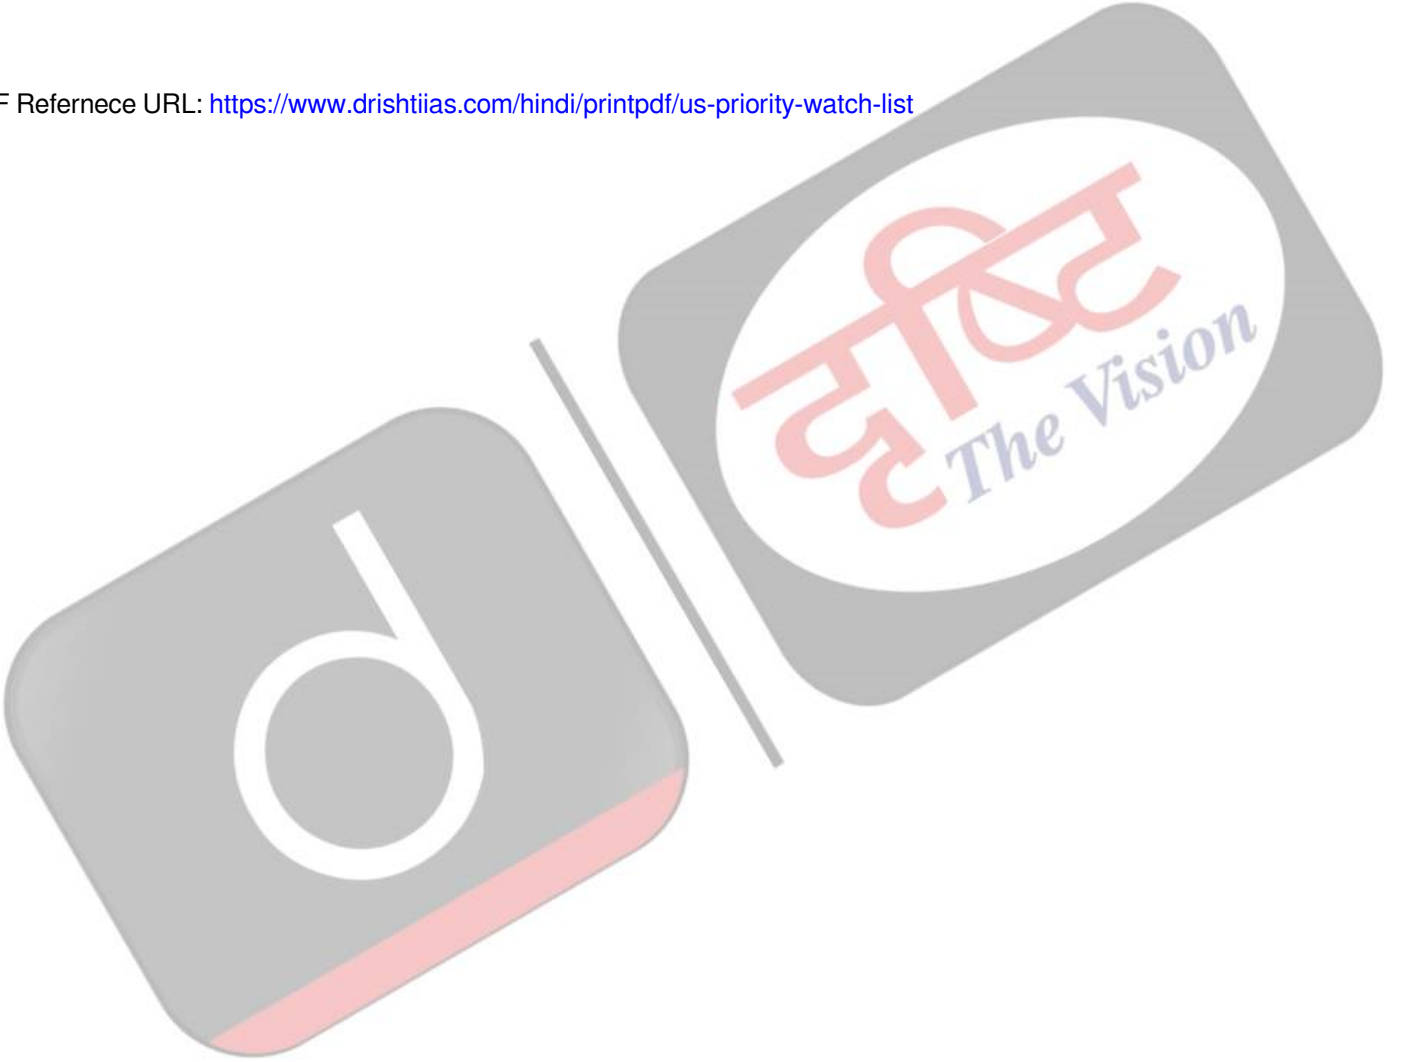 F Refernece URL: https://www.drishtiias.com/hindi/printpdf/us-priority-watch-list
दृष्टि
The Vision
d